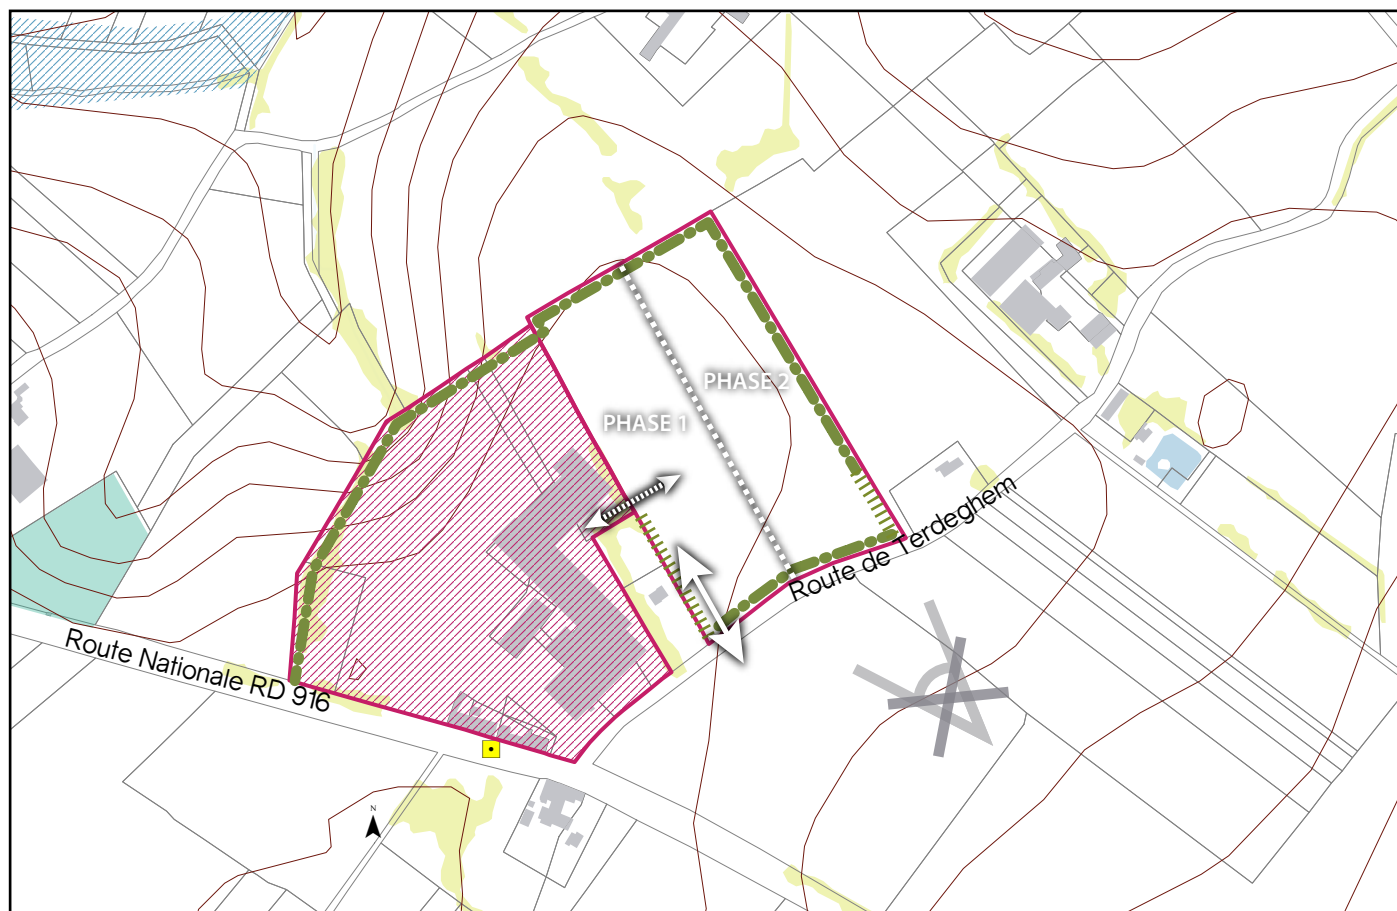 PHASE 2
PHASE 1
Route de Terdeghem
Route Nationale RD 916
N